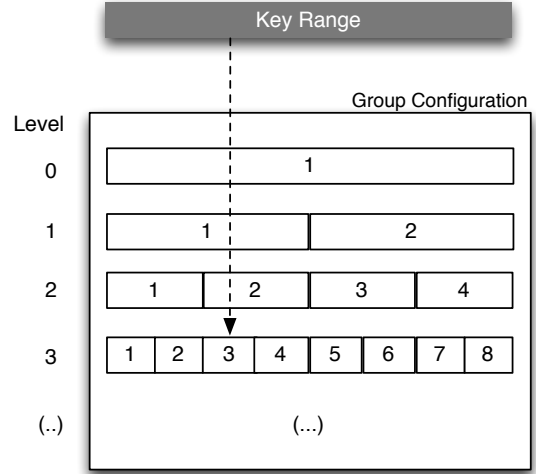 Key Range
Group Configuration
Level
0 1
1 1 2
2 1 2 3 4
3 1 2 3 4 5 6 7 8
(..) (...)